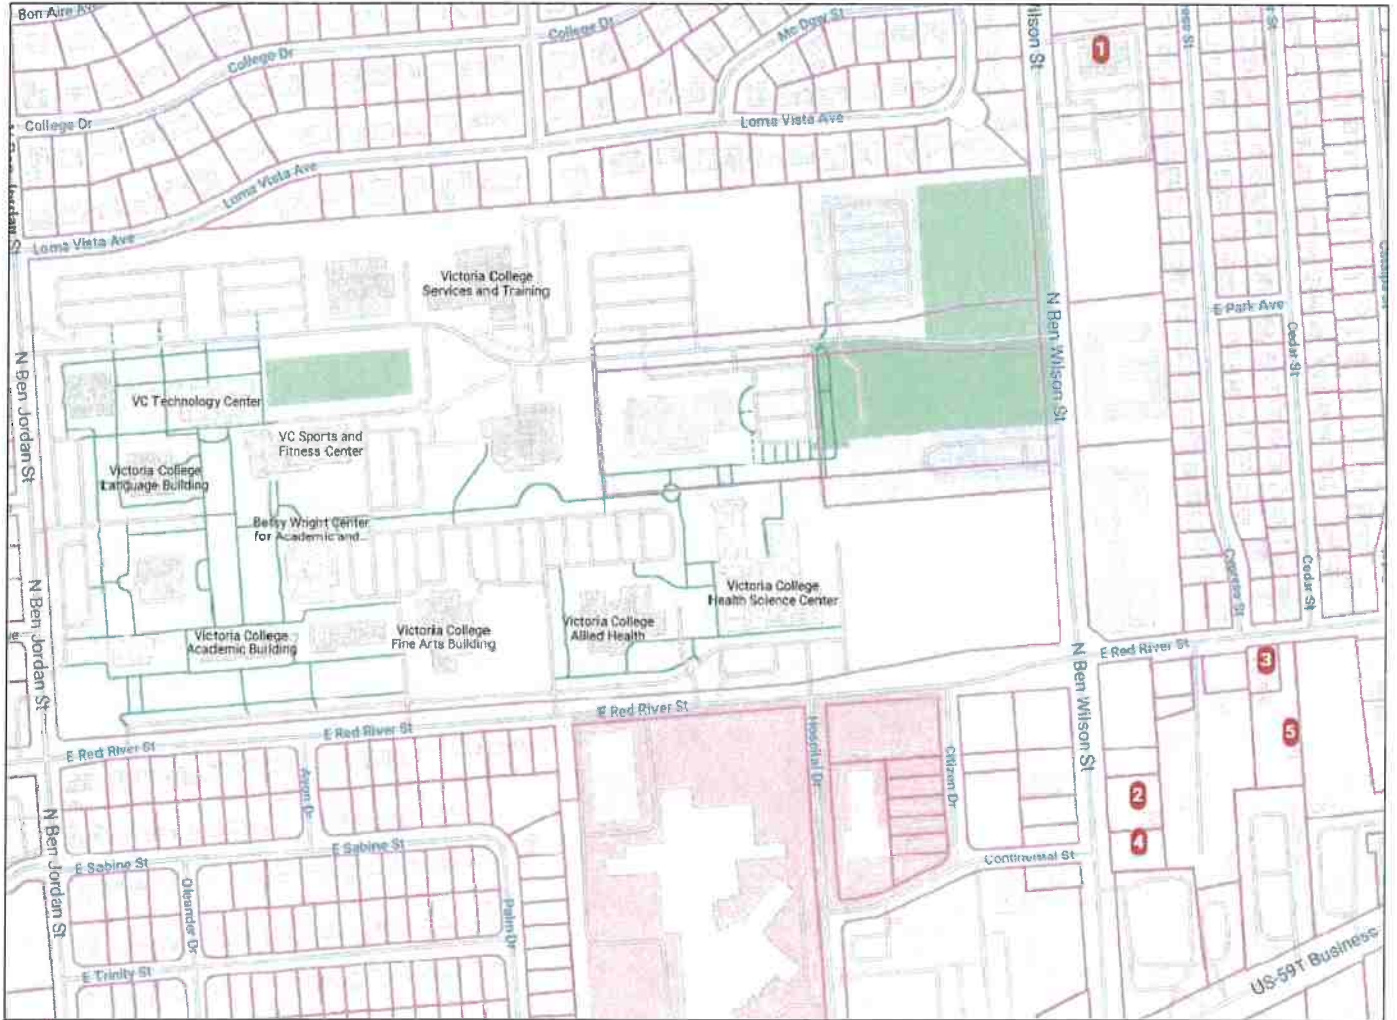 Bon Aire Ave
College Dr
College Dr
Mc Dow St
1
College Dr
Loma Vista Ave
Loma Vista Ave
Loma Vista Ave
Victoria College
Services and Training
N Ben Wilson St
E Park Ave
Cedar St
N Ben Jordan St
VC Technology Center
VC Sports and
Fitness Center
Victoria College
Language Building
Betsy Wright Center
for Academic and...
Cypress St
Cedar St
N Ben Jordan St
Victoria College
Health Science Center
Victoria College
Academic Building
Victoria College
Fine Arts Building
Victoria College
Allied Health
E Red River St
3
N Ben Wilson St
E Red River St
E Red River St
E Red River St
5
Hospital Dr
Citizen Dr
Avon Dr
2
N Ben Jordan St
E Sabine St
E Sabine St
4
Continental St
Oleander Dr
Palm Dr
E Trinity St
US-59T Business